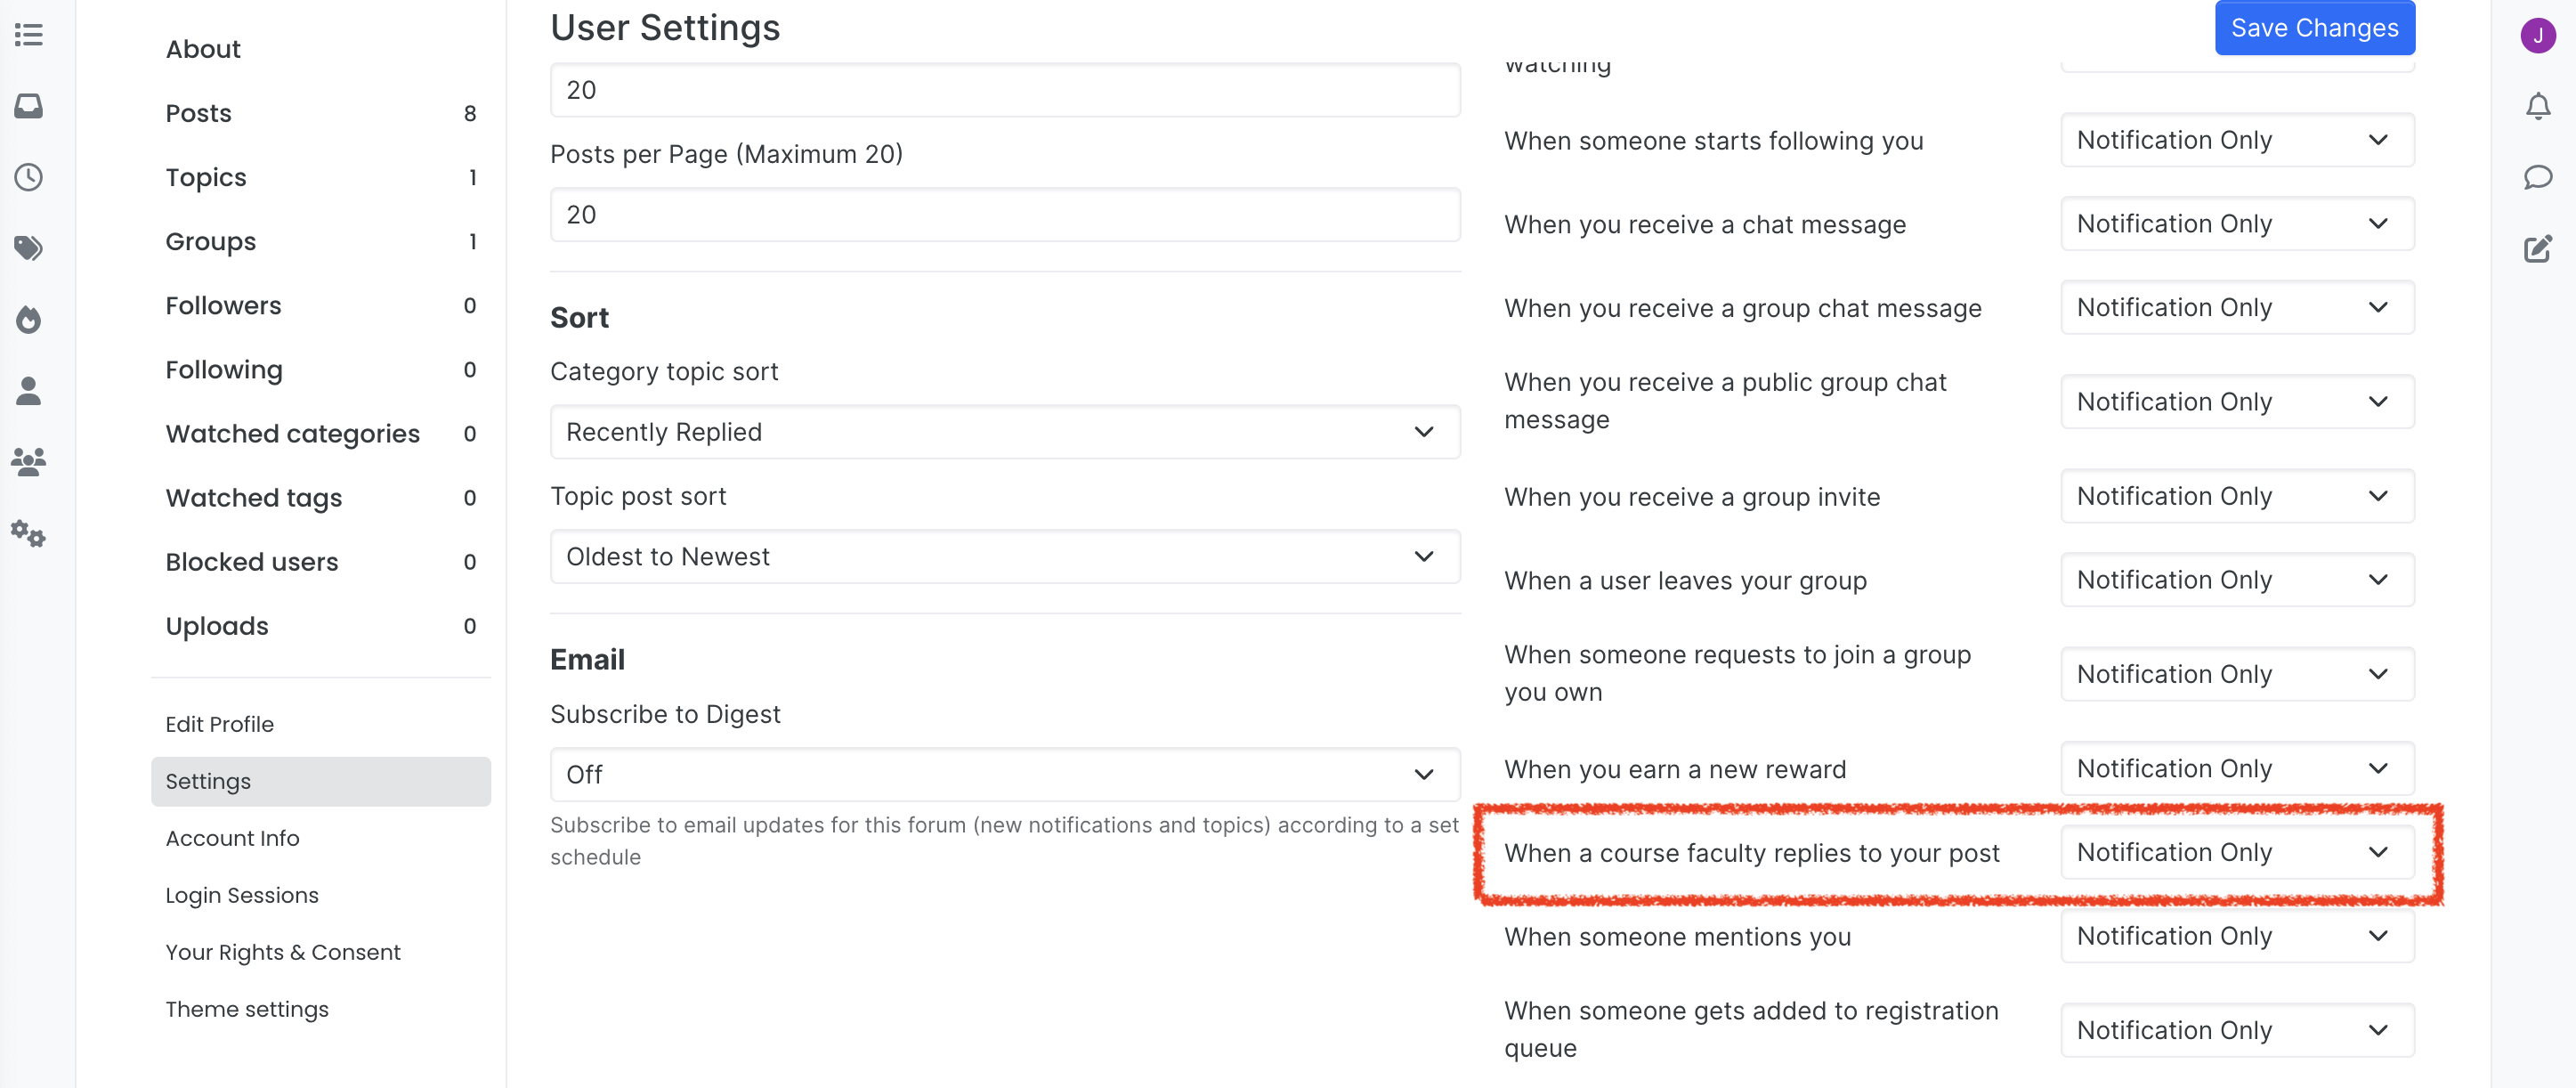 User Settings
Save Changes
J
About
Posts 8
Topics 1
Groups 1
Followers 0
Following 0
Watched categories 0
Watched tags 0
Blocked users 0
Uploads 0
Edit Profile
Settings
Account Info
Login Sessions
Your Rights & Consent
Theme settings
20
Posts per Page (Maximum 20)
20
Sort
Category topic sort
Recently Replied
Topic post sort
Oldest to Newest
Email
Subscribe to Digest
Off
Subscribe to email updates for this forum (new notifications and topics) according to a set
schedule
watching
When someone starts following you Notification Only
When you receive a chat message Notification Only
When you receive a group chat message Notification Only
When you receive a public group chat
message Notification Only
When you receive a group invite Notification Only
When a user leaves your group Notification Only
When someone requests to join a group
you own Notification Only
When you earn a new reward Notification Only
When a course faculty replies to your post Notification Only
When someone mentions you Notification Only
When someone gets added to registration
queue Notification Only